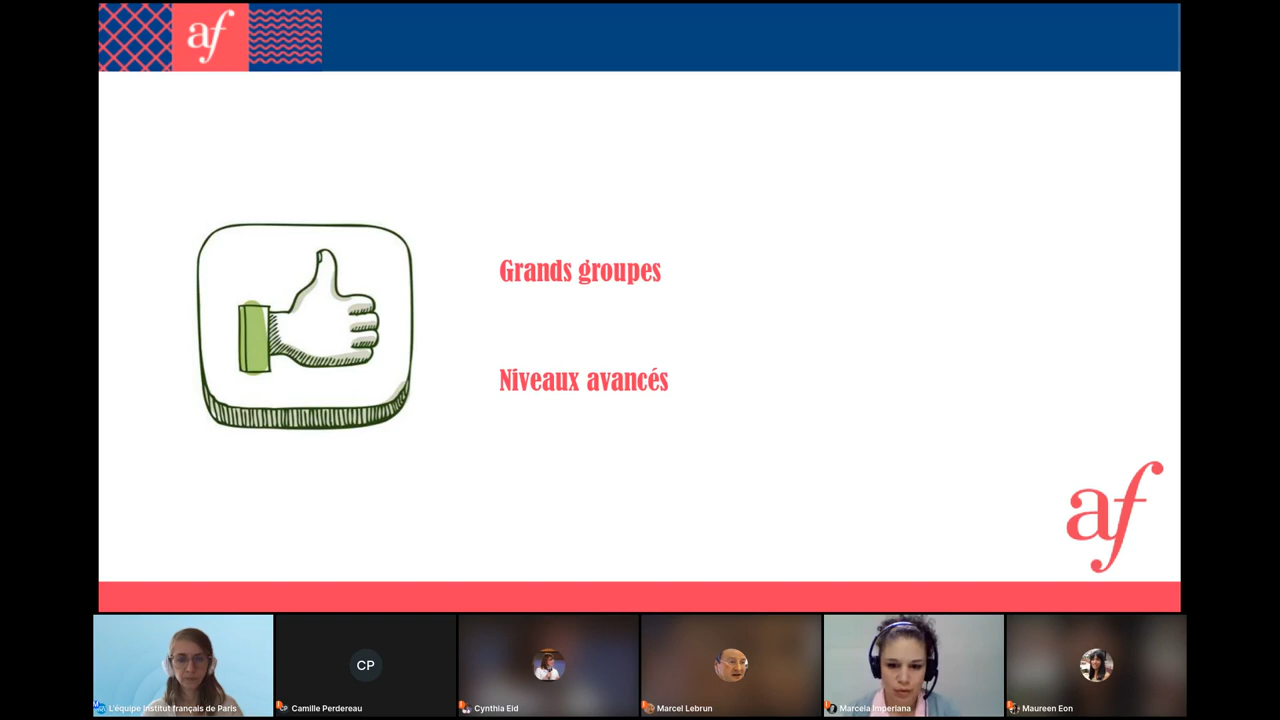 af
Grands groupes
Niveaux avancés
af
L'équipe Institut français de Paris
CP
CP Camille Perdereau
Cynthia Eid
Marcel Lebrun
Marcela Imperiana
Maureen Eon